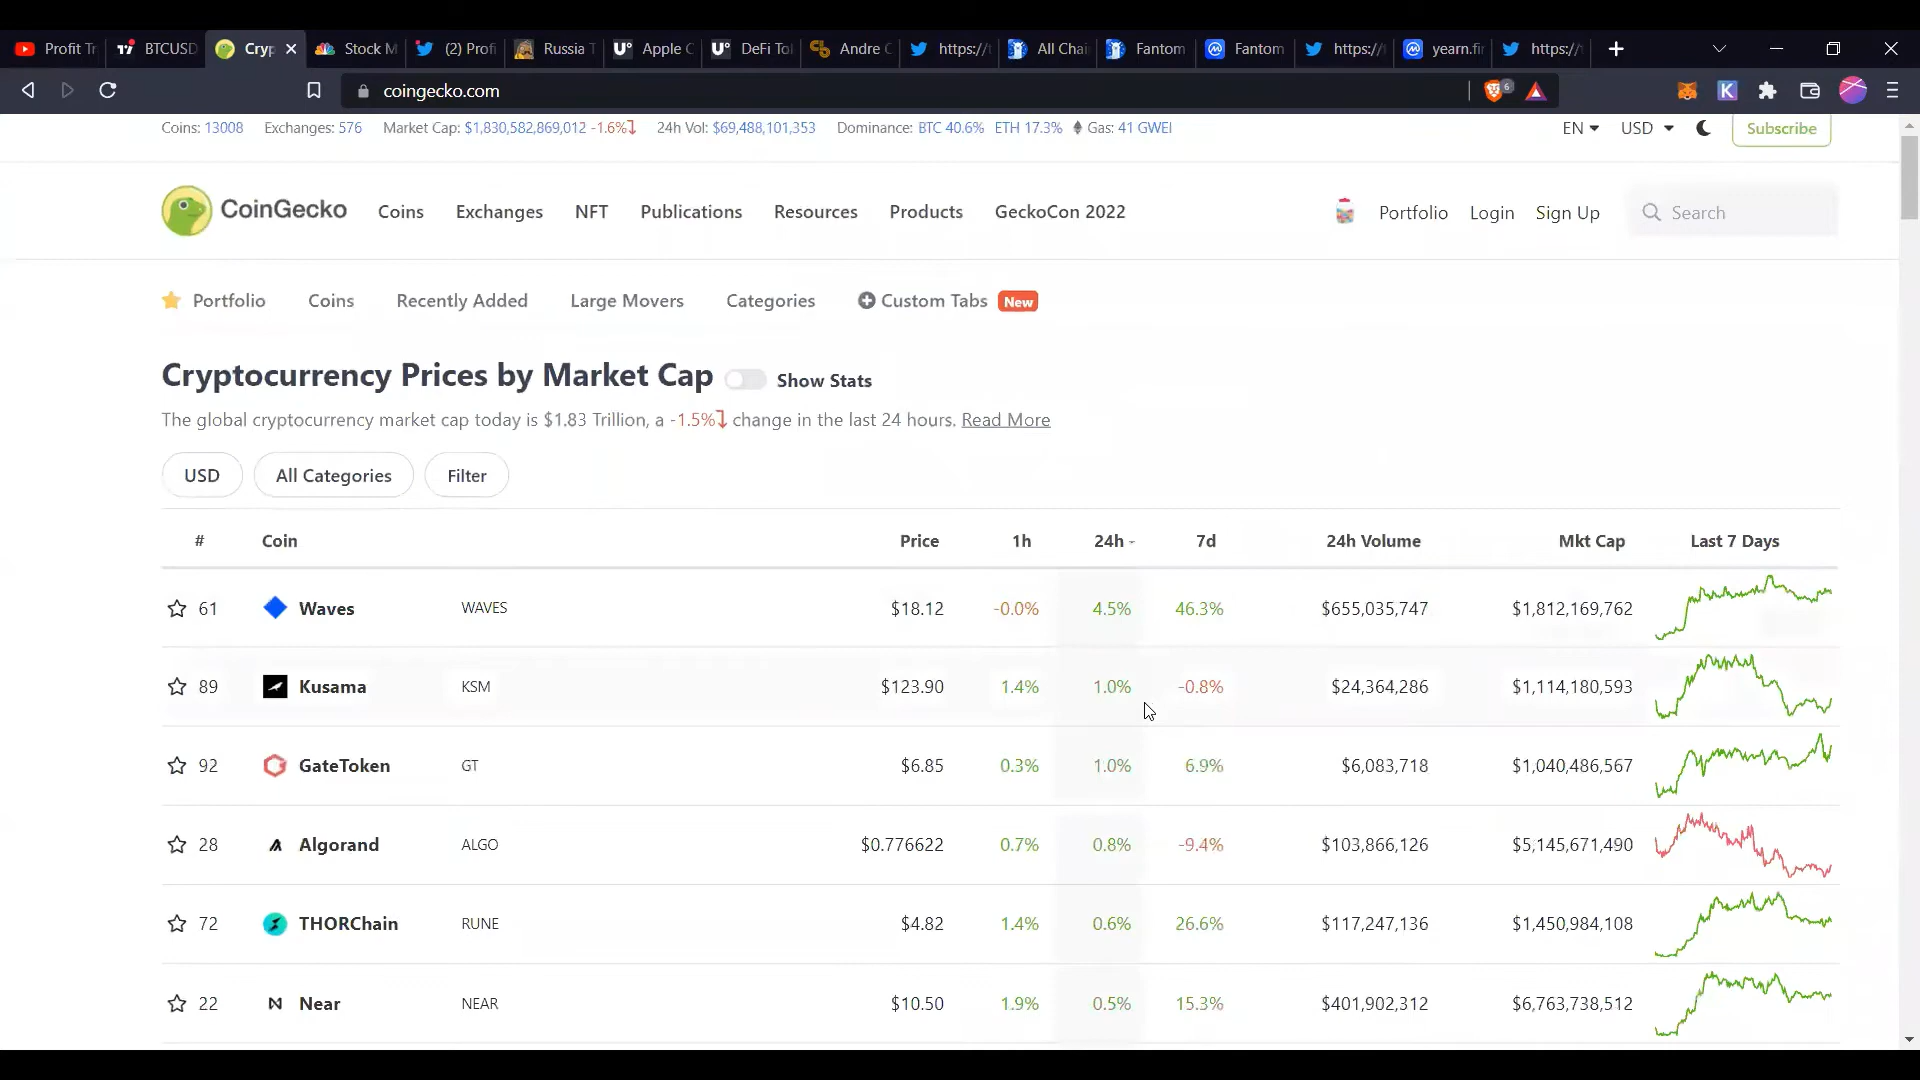 Profit Tr BTCUSD Cryp Stock M (2) Profi Russia T Apple C DeFi Tol Andre C https:// All Chai Fantom Fantom https:// yearn.fi https://
coingecko.com 6
Coins: 13008 Exchanges: 576 Market Cap: $1,830,582,869,012 -1.6% 24h Vol: $69,488,101,353 Dominance: BTC 40.6% ETH 17.3% Gas: 41 GWEI EN USD Subscribe
CoinGecko Coins Exchanges NFT Publications Resources Products GeckoCon 2022 Portfolio Login Sign Up Search
Portfolio Coins Recently Added Large Movers Categories Custom Tabs New
Cryptocurrency Prices by Market Cap Show Stats
The global cryptocurrency market cap today is $1.83 Trillion, a -1.5% change in the last 24 hours. Read More
USD All Categories Filter
# Coin Price 1h 24h 7d 24h Volume Mkt Cap Last 7 Days
61 Waves WAVES $18.12 -0.0% 4.5% 46.3% $655,035,747 $1,812,169,762
89 Kusama KSM $123.90 1.4% 1.0% -0.8% $24,364,286 $1,114,180,593
92 GateToken GT $6.85 0.3% 1.0% 6.9% $6,083,718 $1,040,486,567
28 Algorand ALGO $0.776622 0.7% 0.8% -9.4% $103,866,126 $5,145,671,490
72 THORChain RUNE $4.82 1.4% 0.6% 26.6% $117,247,136 $1,450,984,108
22 Near NEAR $10.50 1.9% 0.5% 15.3% $401,902,312 $6,763,738,512